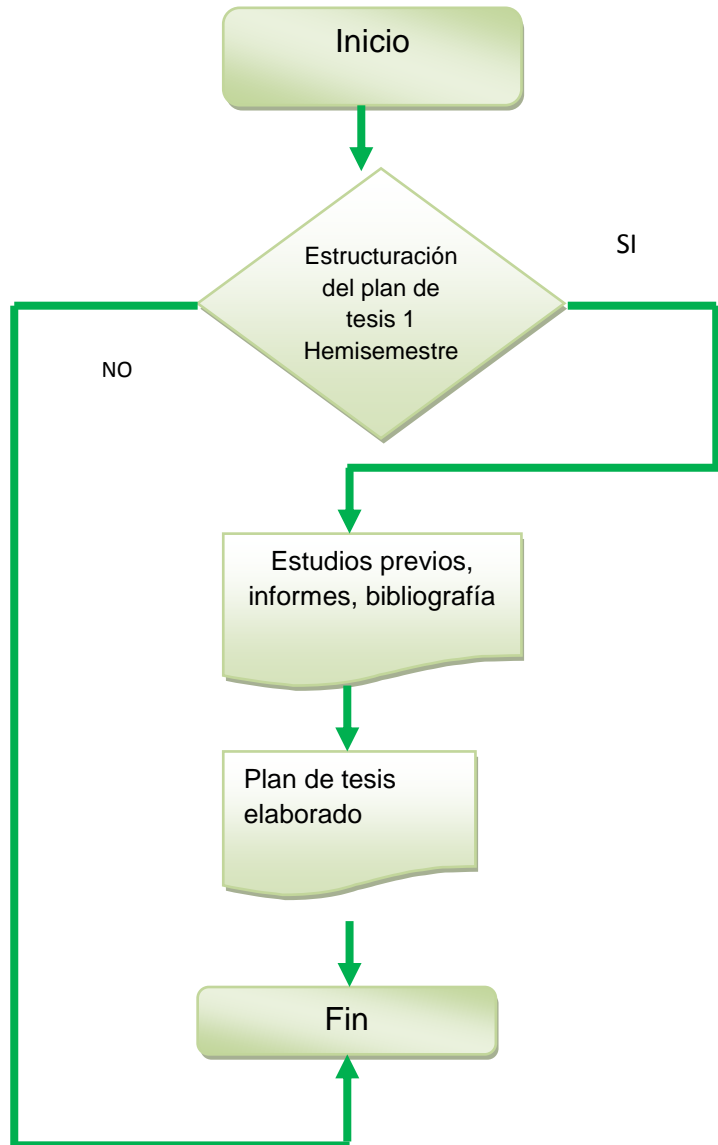 Inicio
Estructuración
del plan de
tesis 1
Hemisemestre
SI
NO
Estudios previos,
informes, bibliografía
Plan de tesis
elaborado
Fin